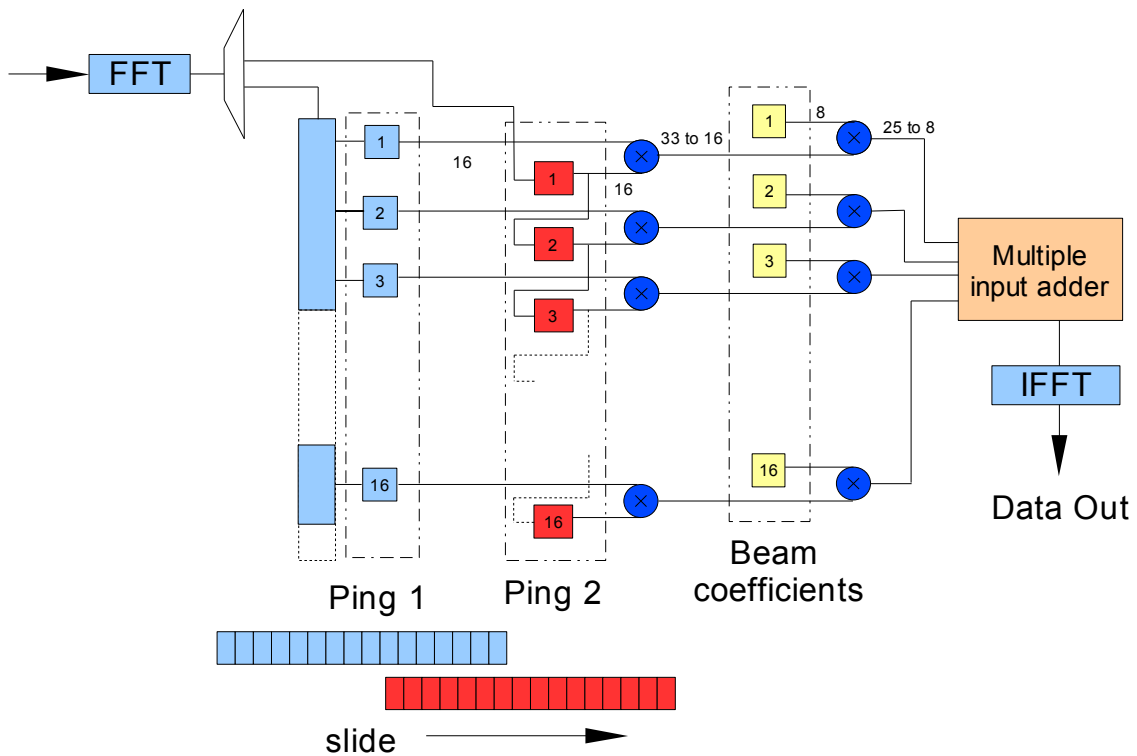 FFT
1
8
25 to 8
1
33 to 16
16
1
16
2
2
2
3
3
3
Multiple
input adder
IFFT
16
16
16
Data Out
Beam
coefficients
Ping 1
Ping 2
slide